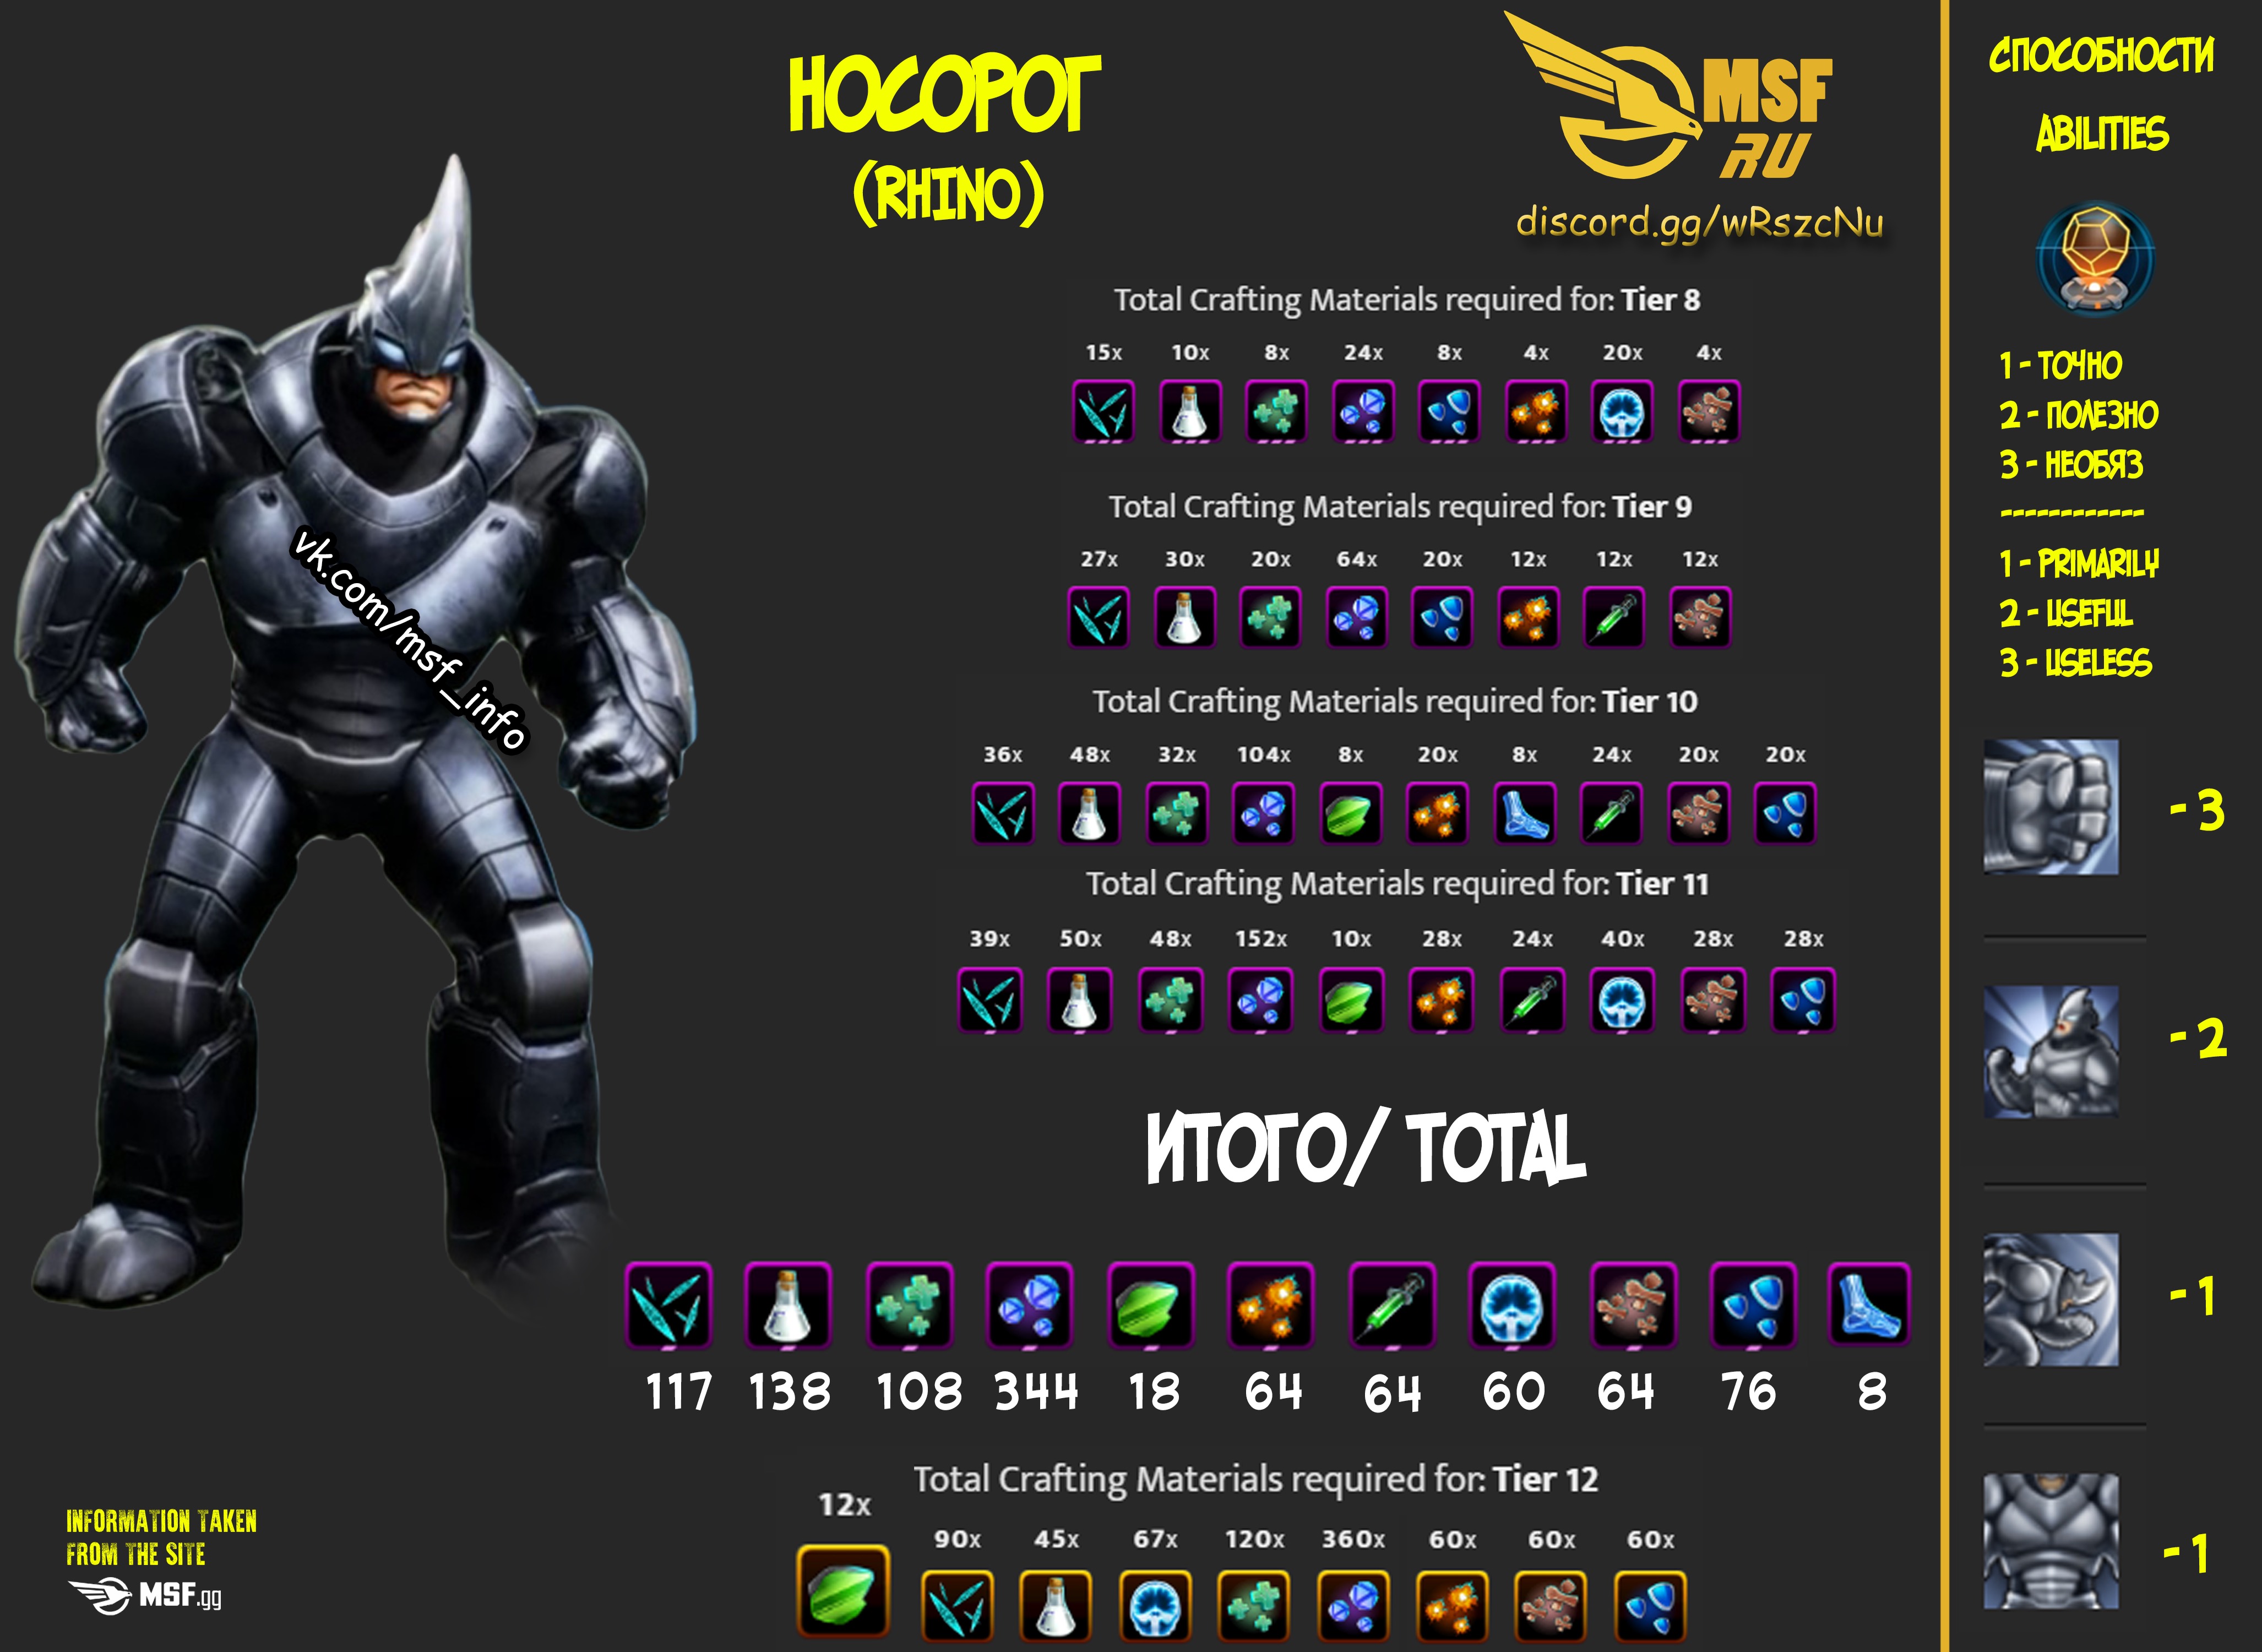 НОСОРОГ
(RHINO)
MSF
RU
discord.gg/wRszcNu
vk.com/msf_info
Total Crafting Materials required for: Tier 8
15x 10x 8x 24x 8x 4x 20x 4x
Total Crafting Materials required for: Tier 9
27x 30x 20x 64x 20x 12x 12x 12x
Total Crafting Materials required for: Tier 10
36x 48x 32x 104x 8x 20x 8x 24x 20x 20x
Total Crafting Materials required for: Tier 11
39x 50x 48x 152x 10x 28x 24x 40x 28x 28x
ИТОГО/ TOTAL
117 138 108 344 18 64 64 60 64 76 8
Total Crafting Materials required for: Tier 12
12x 90x 45x 67x 120x 360x 60x 60x 60x
INFORMATION TAKEN
FROM THE SITE
MSF.gg
СПОСОБНОСТИ
ABILITIES
1 - ТОЧНО
2 - ПОЛЕЗНО
3 - НЕОБЯЗ
------------
1 - PRIMARILY
2 - USEFUL
3 - USELESS
- 3
- 2
- 1
- 1